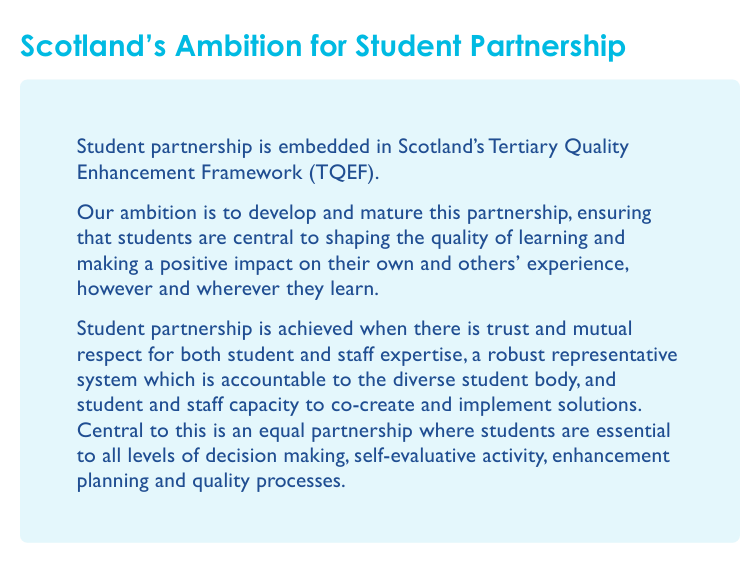 Scotland’s Ambition for Student Partnership
Student partnership is embedded in Scotland’s Tertiary Quality
Enhancement Framework (TQEF).
Our ambition is to develop and mature this partnership, ensuring
that students are central to shaping the quality of learning and
making a positive impact on their own and others’ experience,
however and wherever they learn.
Student partnership is achieved when there is trust and mutual
respect for both student and staff expertise, a robust representative
system which is accountable to the diverse student body, and
student and staff capacity to co-create and implement solutions.
Central to this is an equal partnership where students are essential
to all levels of decision making, self-evaluative activity, enhancement
planning and quality processes.